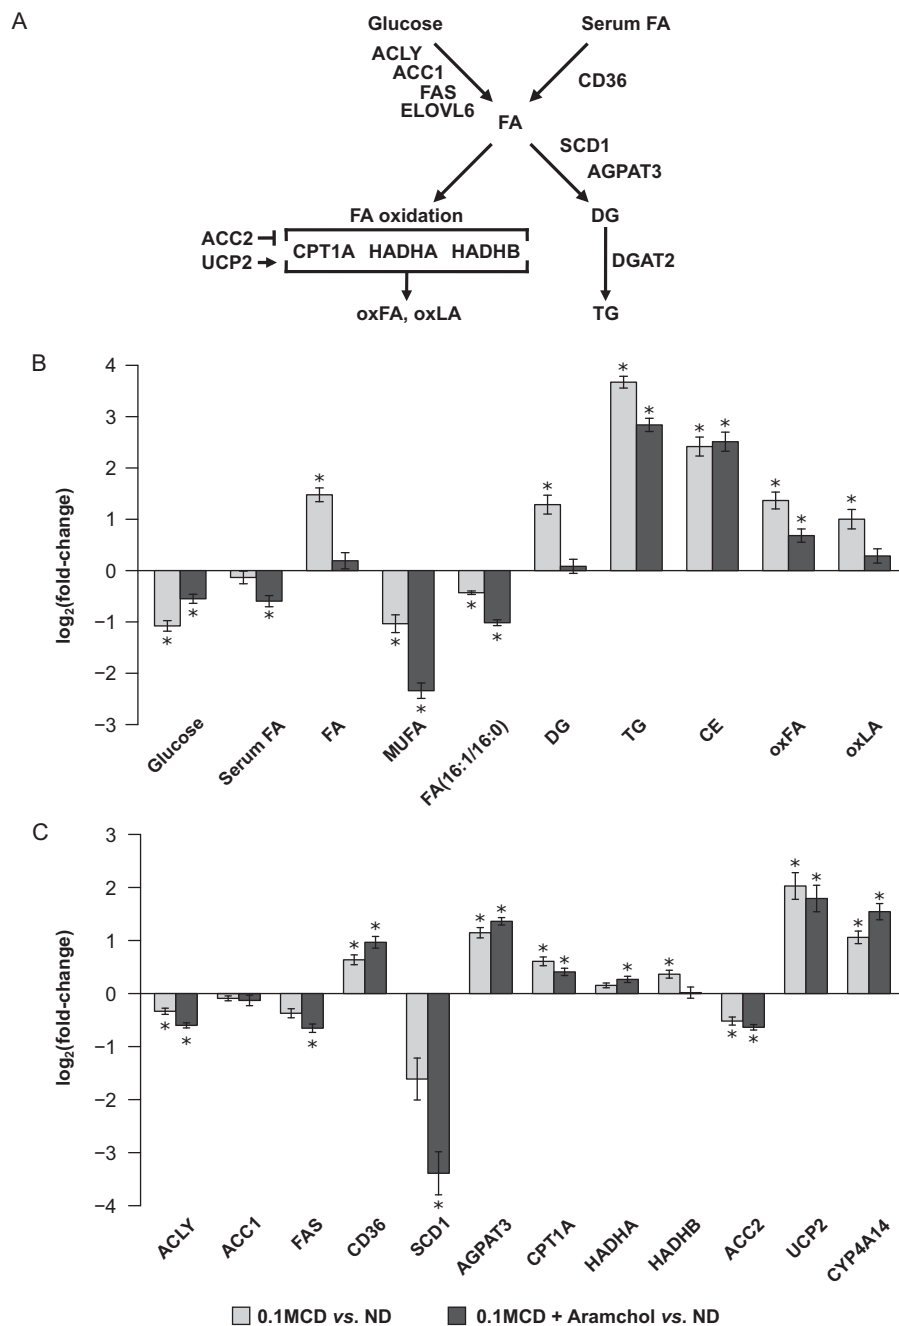 A
Glucose
Serum FA
ACLY
ACC1
FAS
ELOVL6
CD36
FA
SCD1
AGPAT3
FA oxidation
DG
ACC2
UCP2
CPT1A HADHA HADHB
DGAT2
oxFA, oxLA
TG
B
log₂(fold-change)
4
3
2
1
0
−1
−2
−3
* * * * * * * * * * * * * * * *
Glucose
Serum FA
FA
MUFA
FA(16:1/16:0)
DG
TG
CE
oxFA
oxLA
C
log₂(fold-change)
3
2
1
0
−1
−2
−3
−4
* * * * * * * * * * * * * * * * * *
ACLY
ACC1
FAS
CD36
SCD1
AGPAT3
CPT1A
HADHA
HADHB
ACC2
UCP2
CYP4A14
0.1MCD vs. ND
0.1MCD + Aramchol vs. ND